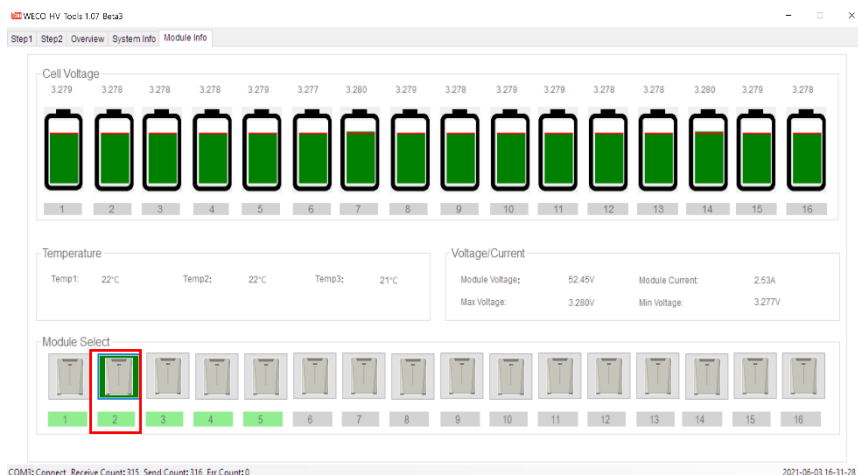 WECO HV Tools 1.07 Beta3
Step1 Step2 Overview System Info Module Info
Cell Voltage
3.279 3.278 3.278 3.278 3.279 3.277 3.280 3.279 3.278 3.279 3.279 3.278 3.278 3.280 3.279 3.278
1 2 3 4 5 6 7 8 9 10 11 12 13 14 15 16
Temperature
Temp1: 22°C Temp2: 22°C Temp3: 21°C
Voltage/Current
Module Voltage: 52.45V Module Current: 2.53A
Max Voltage: 3.280V Min Voltage: 3.277V
Module Select
1 2 3 4 5 6 7 8 9 10 11 12 13 14 15 16
COM3: Connect Receive Count: 315 Send Count: 316 Err Count: 0 2021-06-03 16-31-28